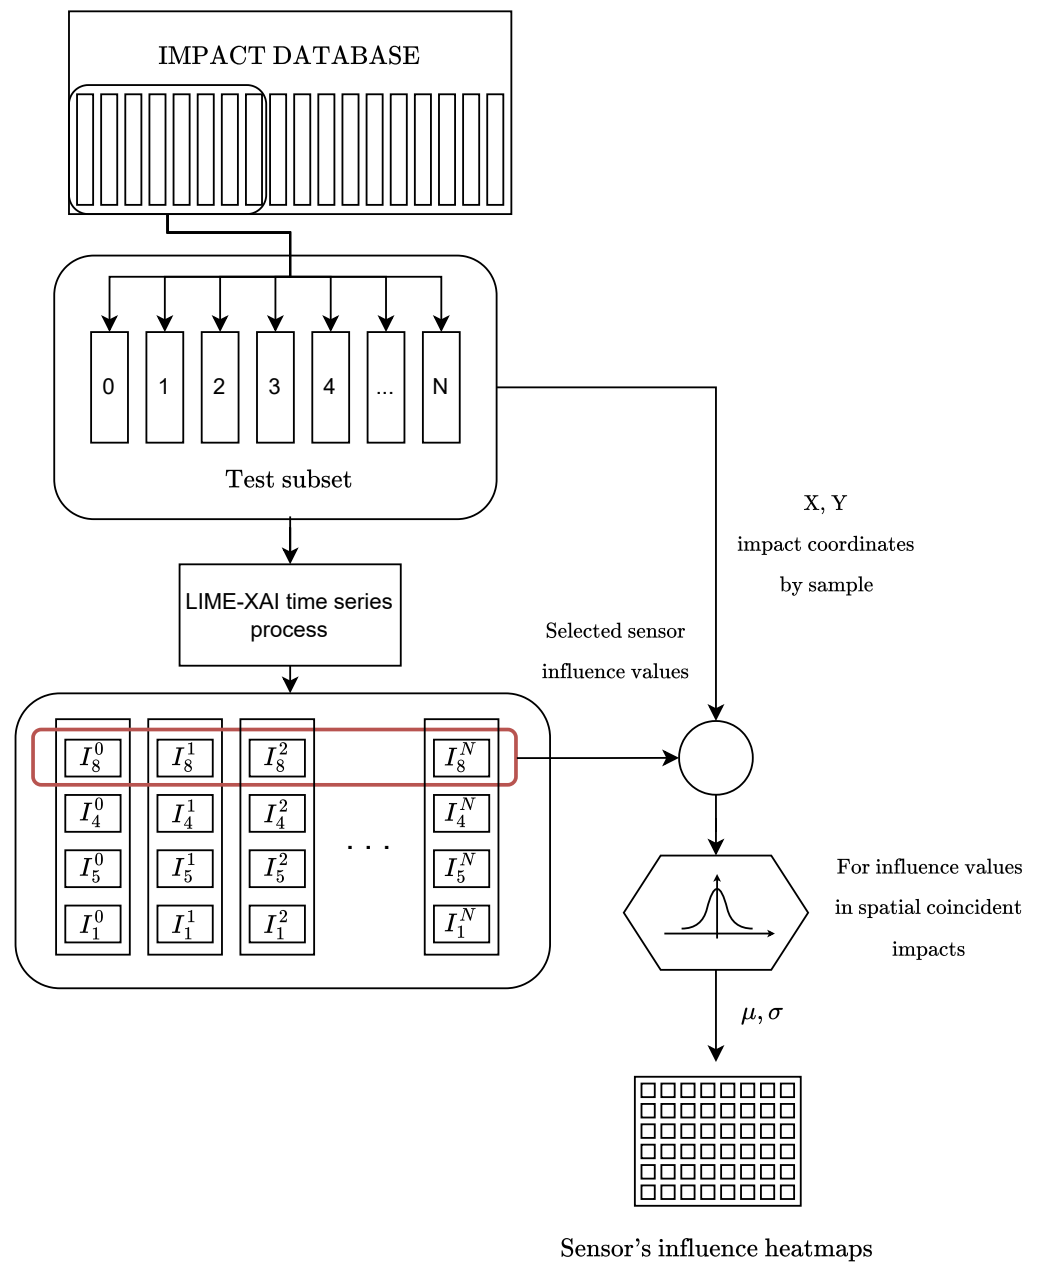 IMPACT DATABASE
0 1 2 3 4 ... N
Test subset
X, Y
impact coordinates
by sample
LIME-XAI time series
process
Selected sensor
influence values
I_8^0 I_8^1 I_8^2 I_8^N
I_4^0 I_4^1 I_4^2 I_4^N
. . .
I_5^0 I_5^1 I_5^2 I_5^N
I_1^0 I_1^1 I_1^2 I_1^N
For influence values
in spatial coincident
impacts
μ, σ
Sensor's influence heatmaps